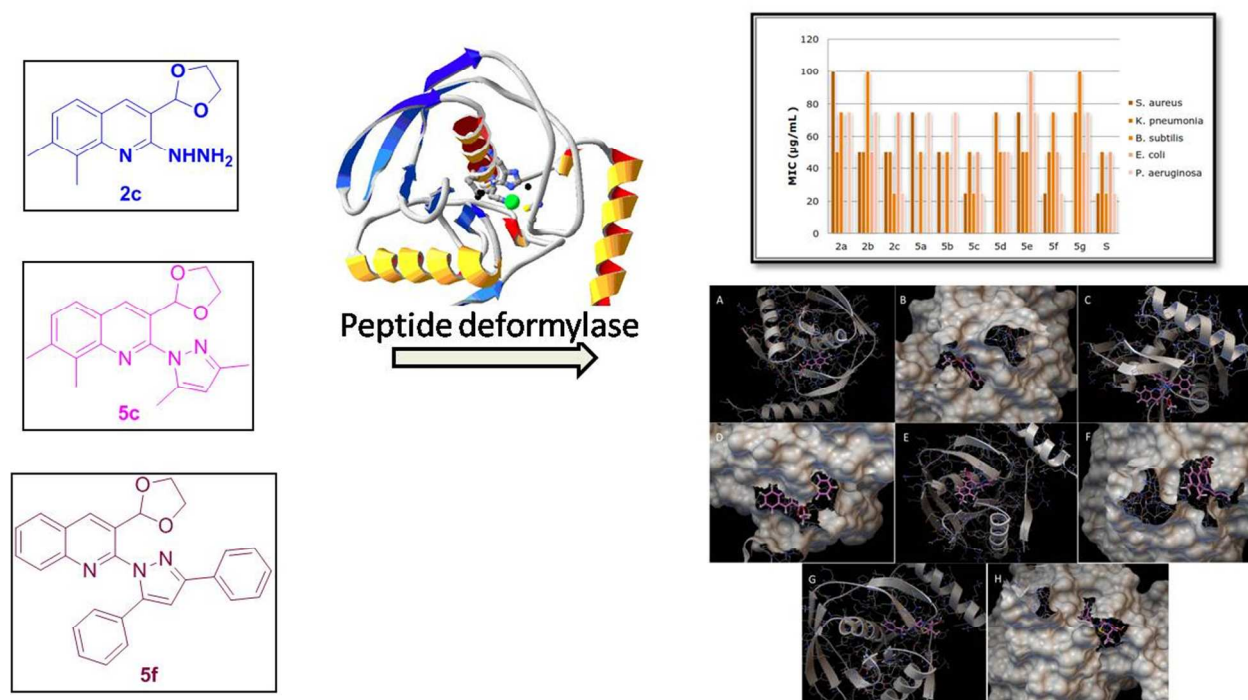 O
O
N
NHNH₂
2c
O
O
N
N
N
5c
O
O
N
N
N
5f
Peptide deformylase
120
100
80
60
40
20
0
MIC (µg/mL)
2a 2b 2c 5a 5b 5c 5d 5e 5f 5g S
S. aureus
K. pneumonia
B. subtilis
E. coli
P. aeruginosa
A B C
D E F
G H